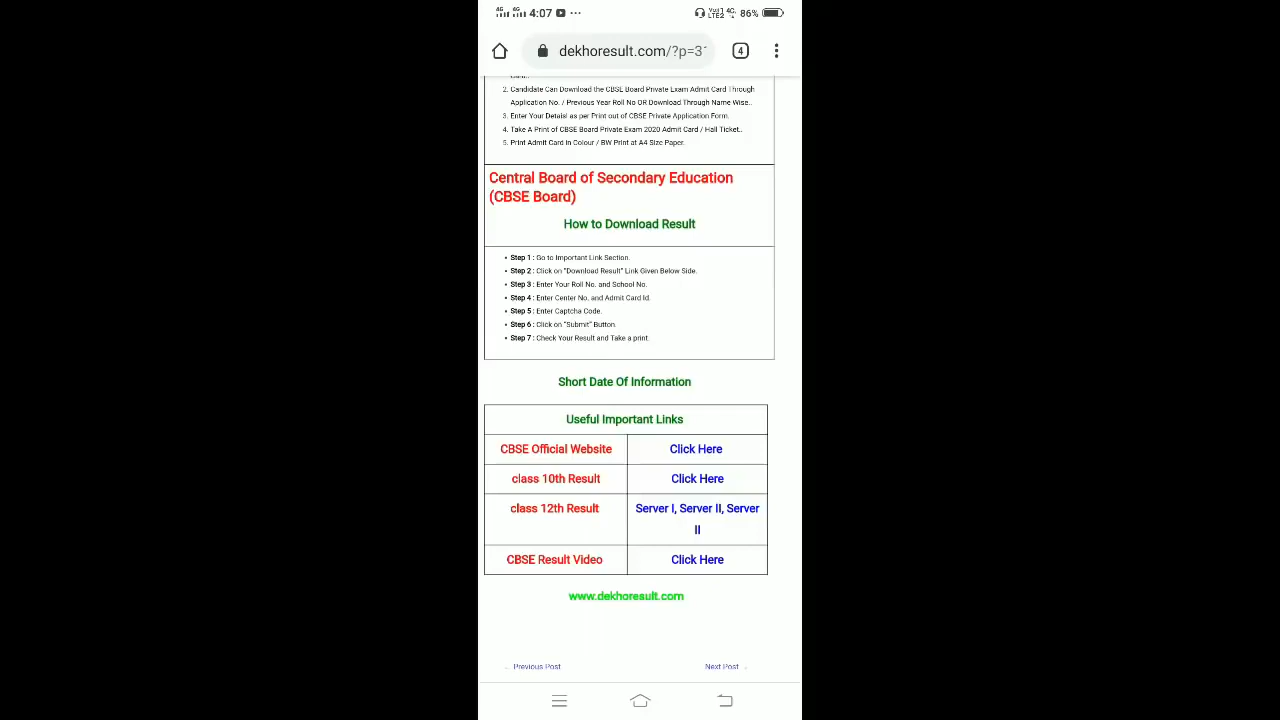 4G 4G 4:07 ··· 4G 86%
dekhoresult.com/?p=3
4
2. Candidate Can Download the CBSE Board Private Exam Admit Card Through
Application No. / Previous Year Roll No OR Download Through Name Wise..
3. Enter Your Detaisl as per Print out of CBSE Private Application Form.
4. Take A Print of CBSE Board Private Exam 2020 Admit Card / Hall Ticket..
5. Print Admit Card in Colour / BW Print at A4 Size Paper.
Central Board of Secondary Education
(CBSE Board)
How to Download Result
• Step 1 : Go to Important Link Section.
• Step 2 : Click on "Download Result" Link Given Below Side.
• Step 3 : Enter Your Roll No. and School No.
• Step 4 : Enter Center No. and Admit Card Id.
• Step 5 : Enter Captcha Code.
• Step 6 : Click on "Submit" Button.
• Step 7 : Check Your Result and Take a print.
Short Date Of Information
Useful Important Links
CBSE Official Website Click Here
class 10th Result Click Here
class 12th Result Server I, Server II, Server
II
CBSE Result Video Click Here
www.dekhoresult.com
← Previous Post Next Post →